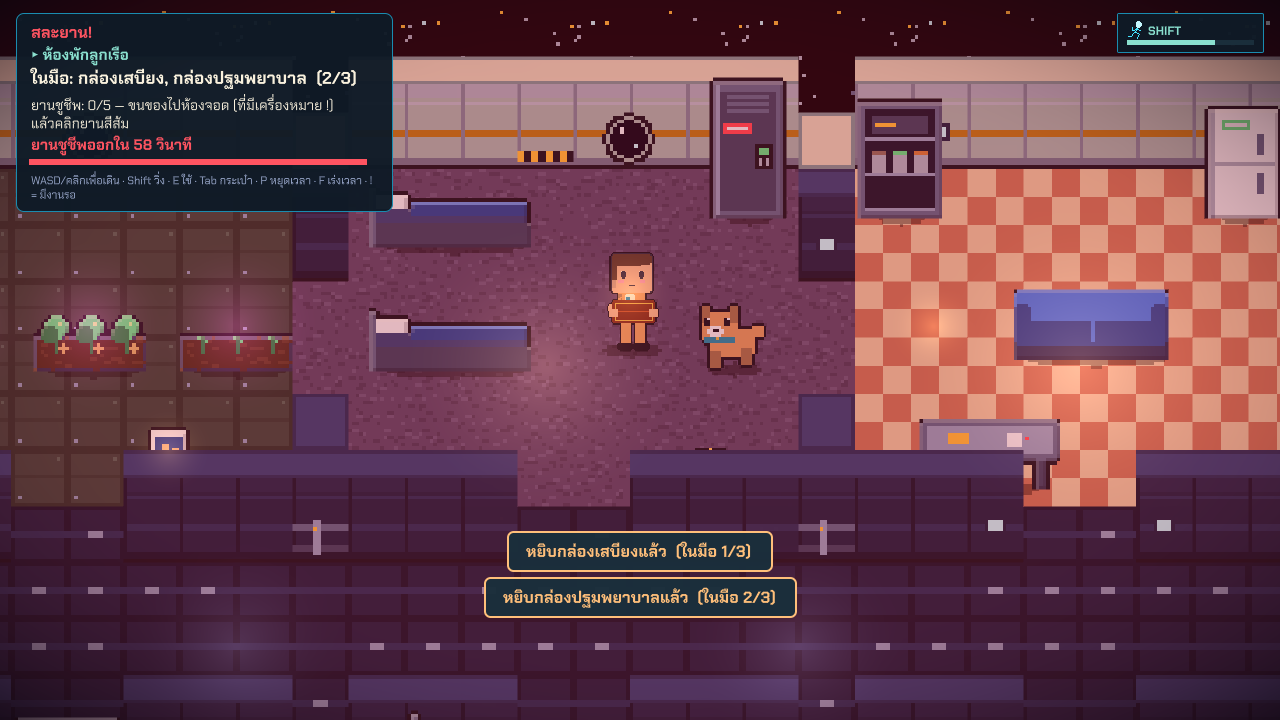 สละยาน!
‣ ห้องพักลูกเรือ
ในมือ: กล่องเสบียง, กล่องปฐมพยาบาล (2/3)
ยานชูชีพ: 0/5 — ขนของไปห้องจอด (ที่มีเครื่องหมาย !)
แล้วคลิกยานสีส้ม
ยานชูชีพออกใน 58 วินาที
WASD/คลิกเพื่อเดิน · Shift วิ่ง · E ใช้ · Tab กระเป๋า · P หยุดเวลา · F เร่งเวลา · !
= มีงานรอ
SHIFT
หยิบกล่องเสบียงแล้ว (ในมือ 1/3)
หยิบกล่องปฐมพยาบาลแล้ว (ในมือ 2/3)